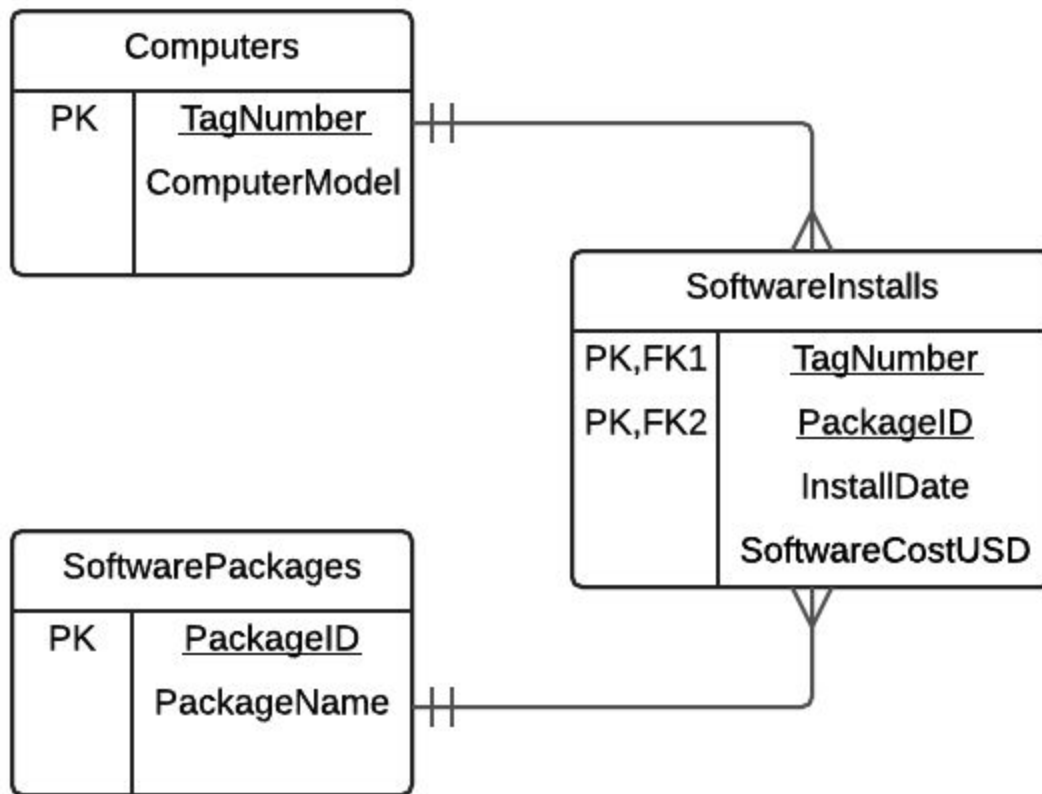 Computers
PK TagNumber
ComputerModel
SoftwareInstalls
PK,FK1 TagNumber
PK,FK2 PackageID
InstallDate
SoftwareCostUSD
SoftwarePackages
PK PackageID
PackageName